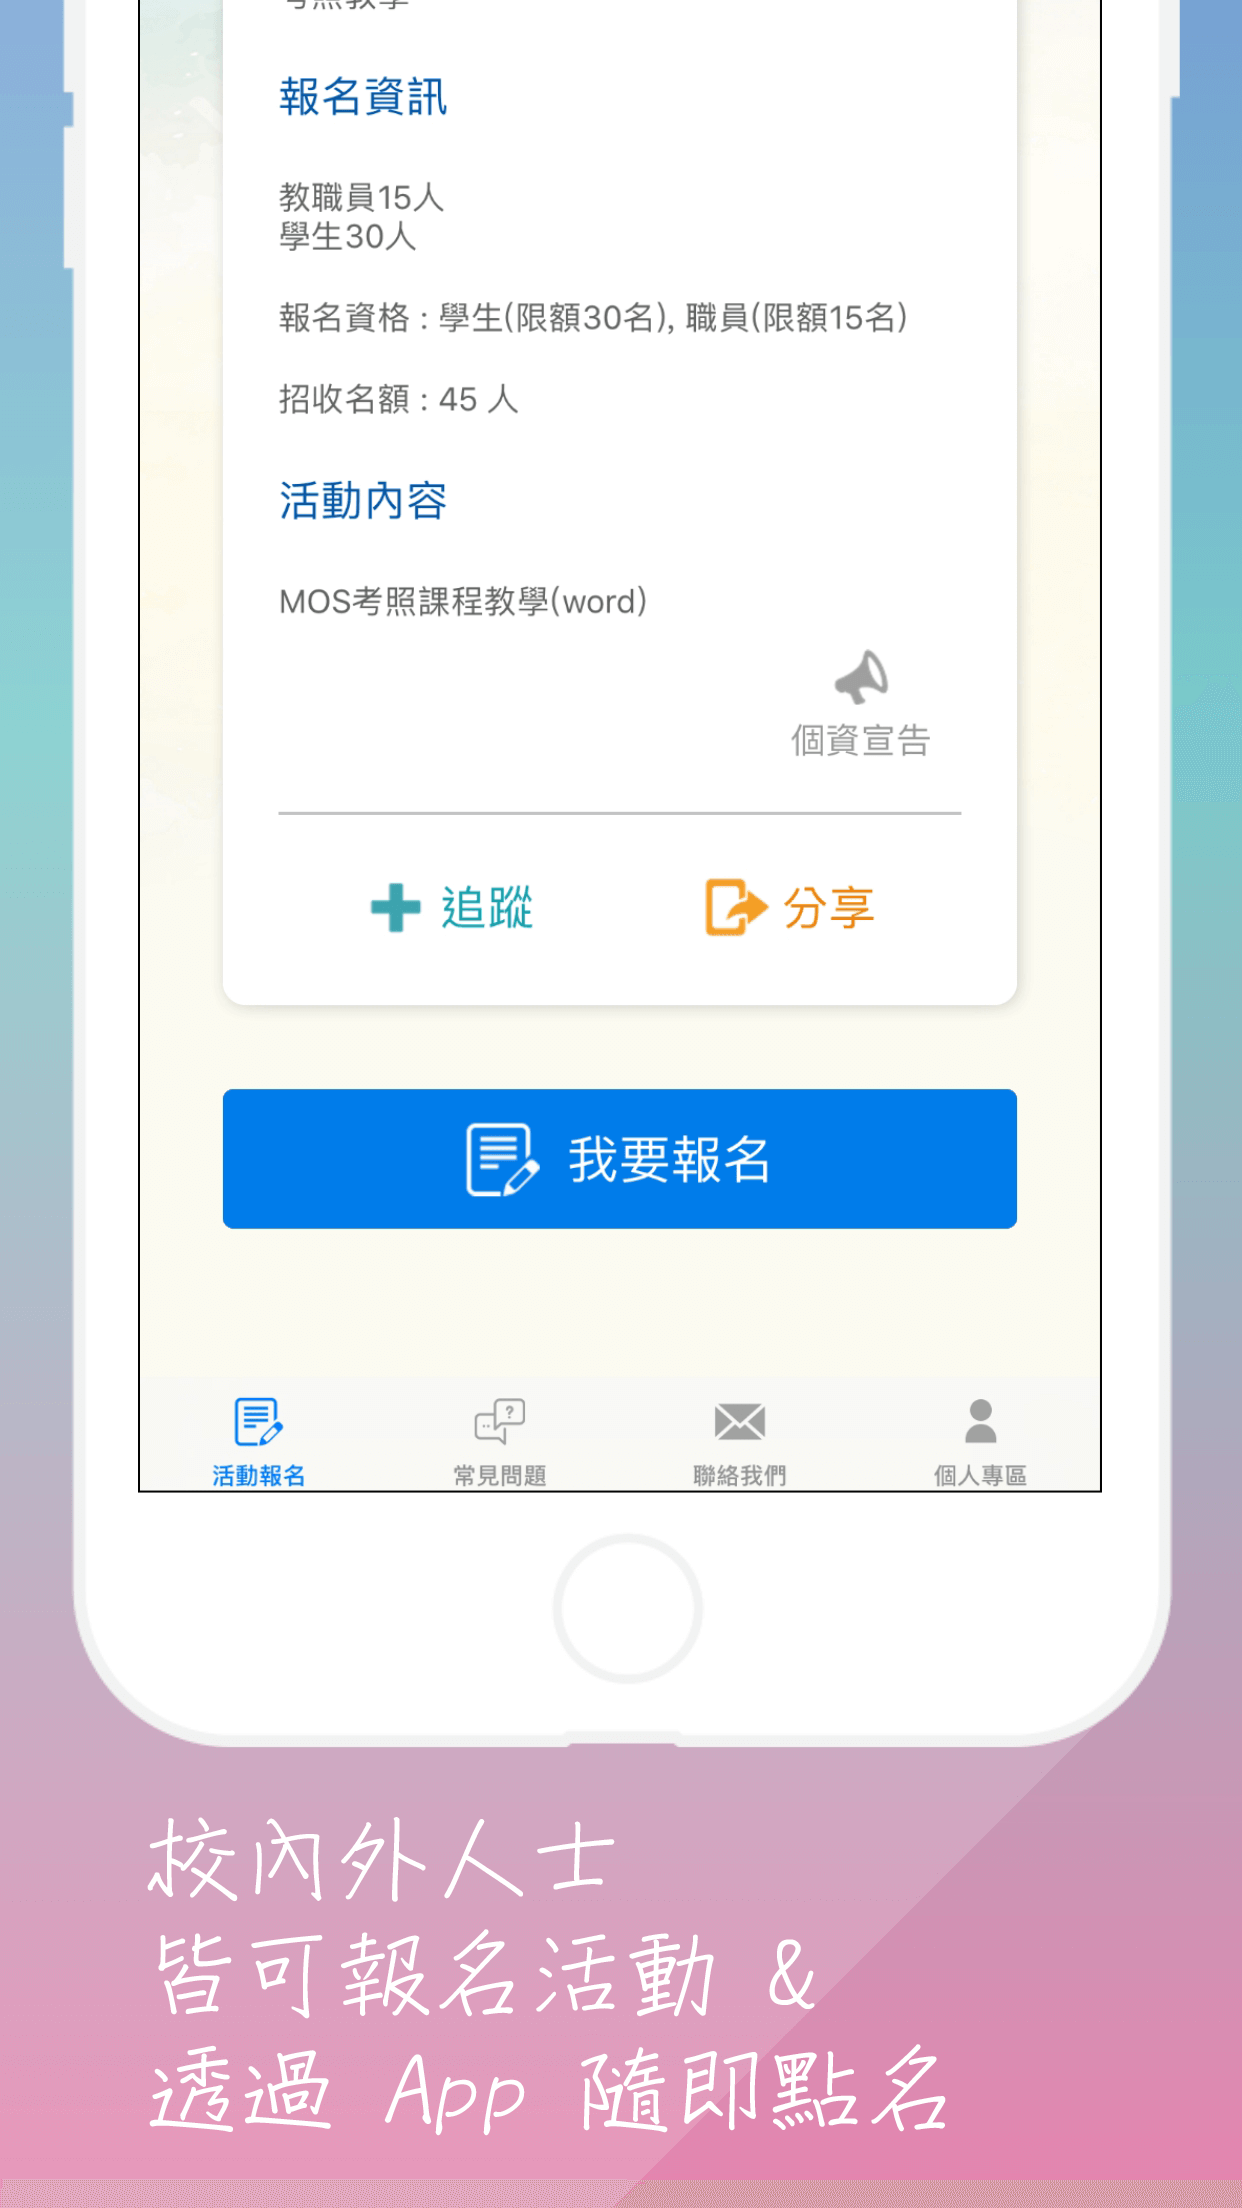 報名資訊
教職員15人
學生30人
報名資格 : 學生(限額30名), 職員(限額15名)
招收名額 : 45 人
活動內容
MOS考照課程教學(word)
個資宣告
追蹤
分享
我要報名
活動報名
常見問題
聯絡我們
個人專區
校內外人士
皆可報名活動 &
透過 App 隨即點名